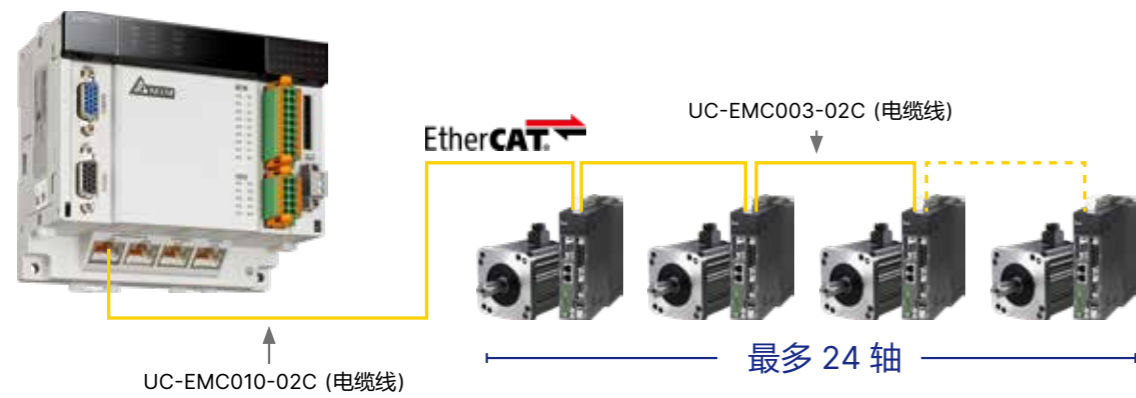 EtherCAT.
UC-EMC003-02C (电缆线)
最多 24 轴
UC-EMC010-02C (电缆线)